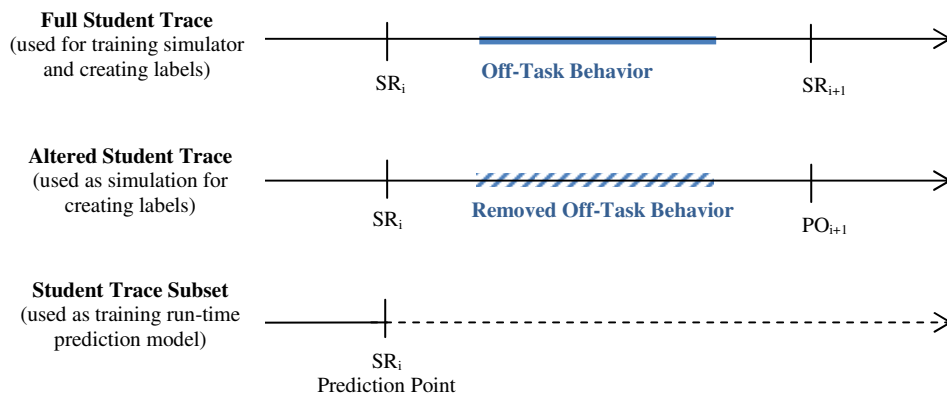 Full Student Trace
(used for training simulator
and creating labels)
SRi
Off-Task Behavior
SRi+1
Altered Student Trace
(used as simulation for
creating labels)
SRi
Removed Off-Task Behavior
POi+1
Student Trace Subset
(used as training run-time
prediction model)
SRi
Prediction Point